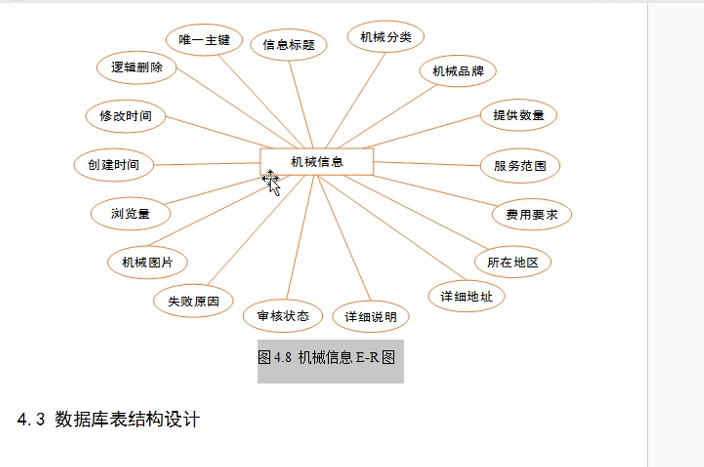 唯一主键
信息标题
机械分类
逻辑删除
机械品牌
修改时间
提供数量
机械信息
创建时间
服务范围
浏览量
费用要求
机械图片
所在地区
失败原因
详细地址
审核状态
详细说明
图 4.8 机械信息 E-R 图
4.3 数据库表结构设计